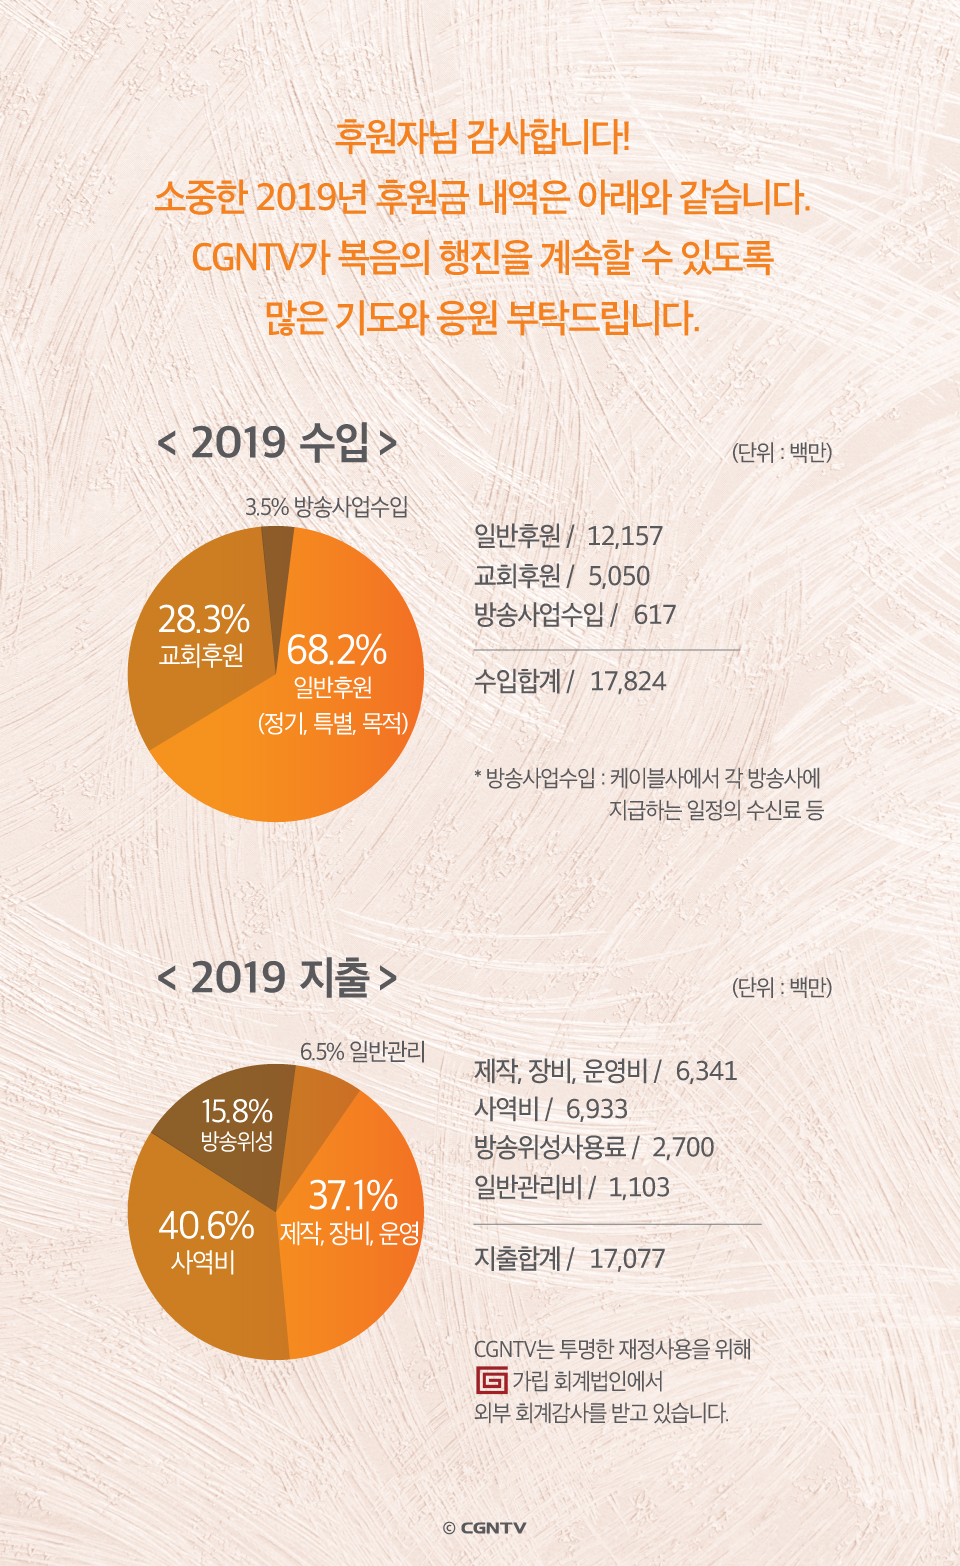 후원자님 감사합니다!
소중한 2019년 후원금 내역은 아래와 같습니다.
CGNTV가 복음의 행진을 계속할 수 있도록
많은 기도와 응원 부탁드립니다.
< 2019 수입 >
(단위 : 백만)
3.5% 방송사업수입
28.3%
교회후원
68.2%
일반후원
(정기, 특별, 목적)
일반후원 / 12,157
교회후원 / 5,050
방송사업수입 / 617
수입합계 / 17,824
* 방송사업수입 : 케이블사에서 각 방송사에
지급하는 일정의 수신료 등
< 2019 지출 >
(단위 : 백만)
6.5% 일반관리
15.8%
방송위성
37.1%
제작, 장비, 운영
40.6%
사역비
제작, 장비, 운영비 / 6,341
사역비 / 6,933
방송위성사용료 / 2,700
일반관리비 / 1,103
지출합계 / 17,077
CGNTV는 투명한 재정사용을 위해
가립 회계법인에서
외부 회계감사를 받고 있습니다.
© CGNTV